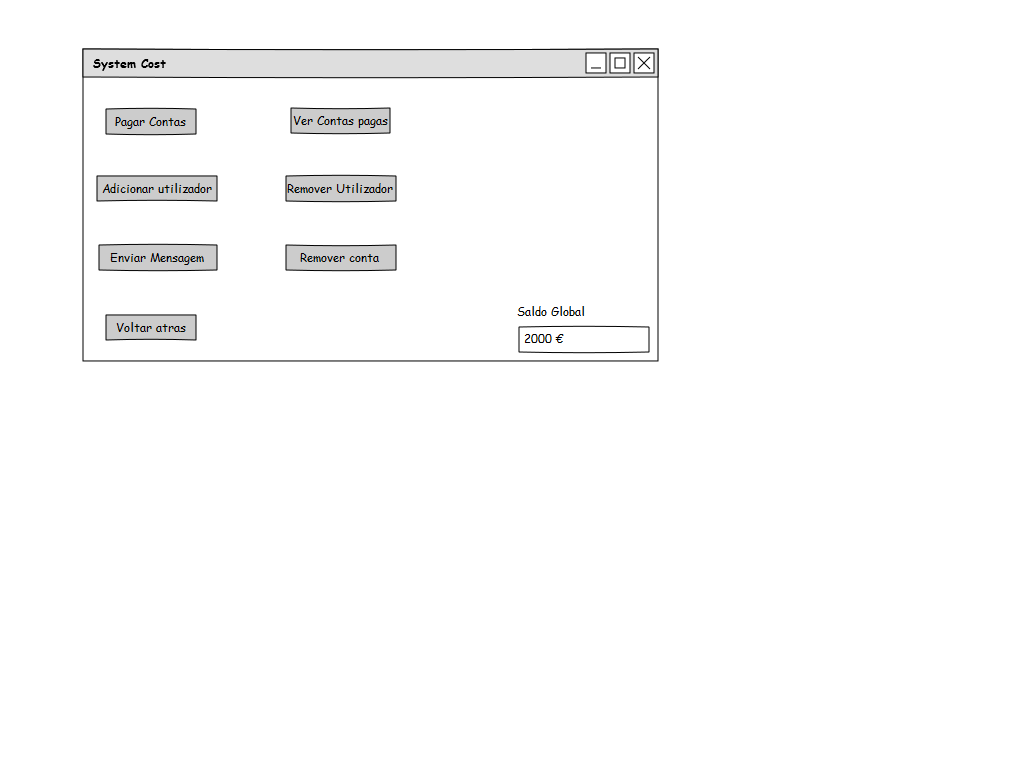 System Cost
Pagar Contas
Ver Contas pagas
Adicionar utilizador
Remover Utilizador
Enviar Mensagem
Remover conta
Voltar atras
Saldo Global
2000 €